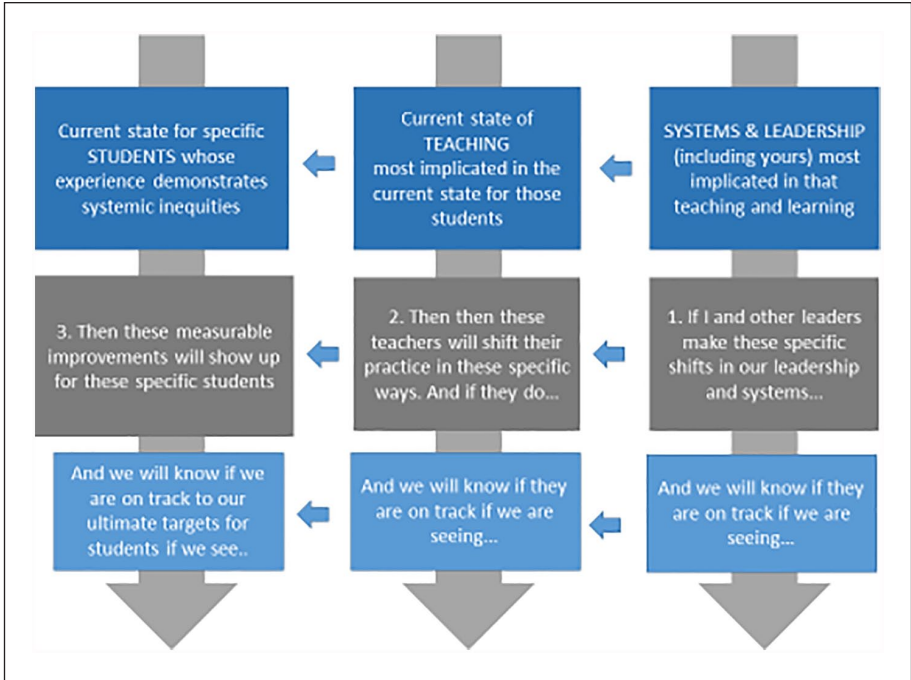 Current state for specific
STUDENTS whose
experience demonstrates
systemic inequities
Current state of
TEACHING
most implicated in the
current state for those
students
SYSTEMS & LEADERSHIP
(including yours) most
implicated in that
teaching and learning
3. Then these measurable
improvements will show up
for these specific students
2. Then then these
teachers will shift their
practice in these specific
ways. And if they do...
1. If I and other leaders
make these specific
shifts in our leadership
and systems...
And we will know if we
are on track to our
ultimate targets for
students if we see..
And we will know if they
are on track if we are
seeing...
And we will know if they
are on track if we are
seeing...